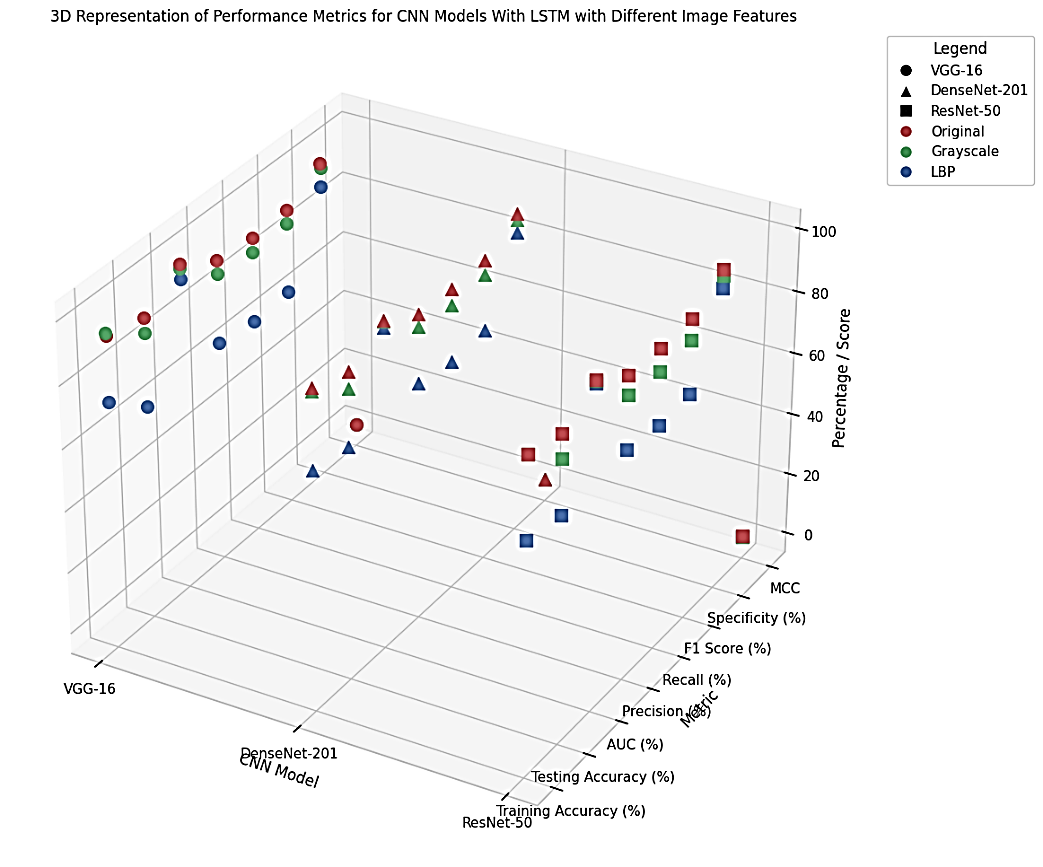 3D Representation of Performance Metrics for CNN Models With LSTM with Different Image Features
Legend
VGG-16
DenseNet-201
ResNet-50
Original
Grayscale
LBP
100
80
60
40
20
0
Percentage / Score
MCC
Specificity (%)
F1 Score (%)
Recall (%)
Precision (%)
AUC (%)
Testing Accuracy (%)
Training Accuracy (%)
Metric
VGG-16
DenseNet-201
ResNet-50
CNN Model